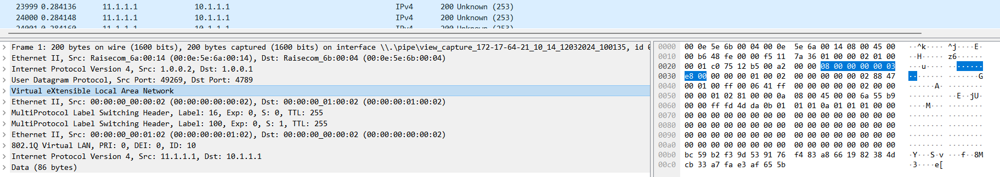 23999 0.284136 11.1.1.1 10.1.1.1 IPv4 200 Unknown (253)
24000 0.284148 11.1.1.1 10.1.1.1 IPv4 200 Unknown (253)
24001 0.284160 11.1.1.1 10.1.1.1 IPv4 200 Unknown (253)
Frame 1: 200 bytes on wire (1600 bits), 200 bytes captured (1600 bits) on interface \\.\pipe\view_capture_172-17-64-21_10_14_12032024_100135, id 0
Ethernet II, Src: Raisecom_6a:00:14 (00:0e:5e:6a:00:14), Dst: Raisecom_6b:00:04 (00:0e:5e:6b:00:04)
Internet Protocol Version 4, Src: 1.0.0.2, Dst: 1.0.0.1
User Datagram Protocol, Src Port: 49269, Dst Port: 4789
Virtual eXtensible Local Area Network
Ethernet II, Src: 00:00:00_00:00:02 (00:00:00:00:00:02), Dst: 00:00:00_01:00:02 (00:00:00:01:00:02)
MultiProtocol Label Switching Header, Label: 16, Exp: 0, S: 0, TTL: 255
MultiProtocol Label Switching Header, Label: 100, Exp: 0, S: 1, TTL: 255
Ethernet II, Src: 00:00:00_00:01:02 (00:00:00:00:01:02), Dst: 00:00:00_00:00:02 (00:00:00:00:00:02)
802.1Q Virtual LAN, PRI: 0, DEI: 0, ID: 10
Internet Protocol Version 4, Src: 11.1.1.1, Dst: 10.1.1.1
Data (86 bytes)
0000 00 0e 5e 6b 00 04 00 0e 5e 6a 00 14 08 00 45 00 ··^k···· ^j····E·
0010 00 b6 48 fe 00 00 f5 11 7a 36 01 00 00 02 01 00 ··H····· z6······
0020 00 01 c0 75 12 b5 00 a2 00 00 08 00 00 00 00 03 ···u···· ········
0030 e8 00 00 00 00 01 00 02 00 00 00 00 00 02 88 47 ········ ·······G
0040 00 01 00 ff 00 06 41 ff 00 00 00 00 00 02 00 00 ······A· ········
0050 00 00 01 02 81 00 00 0a 08 00 45 00 00 6a 55 b9 ········ ··E··jU·
0060 00 00 ff fd 4d da 0b 01 01 01 0a 01 01 01 00 00 ····M··· ········
0070 00 00 00 00 00 00 00 00 00 00 00 00 00 00 00 00 ········ ········
0080 00 00 00 00 00 00 00 00 00 00 00 00 00 00 00 00 ········ ········
0090 00 00 00 00 00 00 00 00 00 00 00 00 00 00 00 00 ········ ········
00a0 00 00 00 00 00 00 00 00 00 00 00 00 00 00 00 00 ········ ········
00b0 bc 59 b2 f3 9d 53 91 76 f4 83 a8 66 19 82 38 4d ·Y···S·v ···f··8M
00c0 cb 33 a7 fa e3 af 65 5b ·3····e[